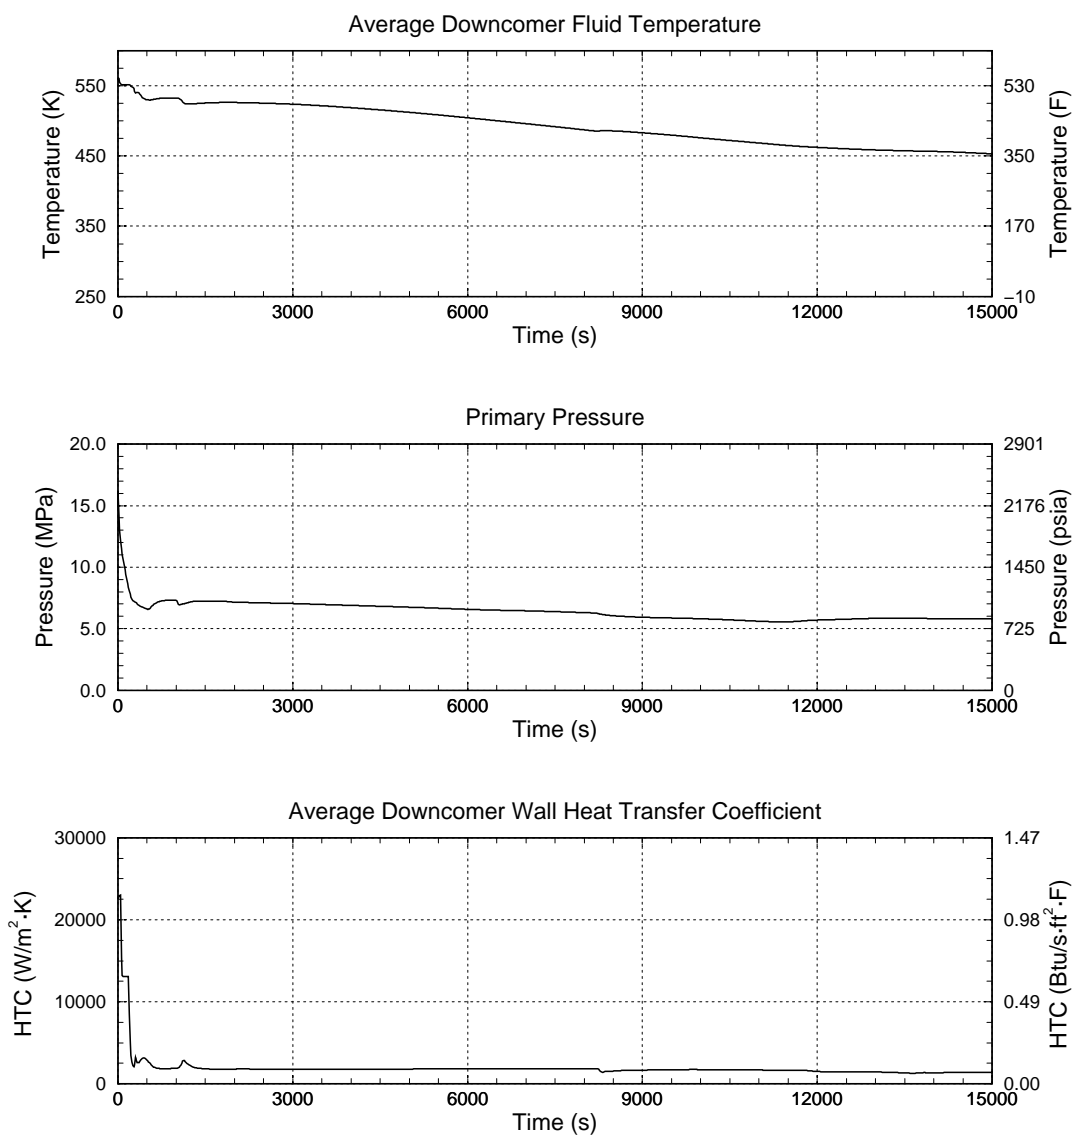 Average Downcomer Fluid Temperature
550
450
350
250
Temperature (K)
530
350
170
−10
Temperature (F)
0 3000 6000 9000 12000 15000
Time (s)
Primary Pressure
20.0
15.0
10.0
5.0
0.0
Pressure (MPa)
2901
2176
1450
725
0
Pressure (psia)
0 3000 6000 9000 12000 15000
Time (s)
Average Downcomer Wall Heat Transfer Coefficient
30000
20000
10000
0
HTC (W/m²·K)
1.47
0.98
0.49
0.00
HTC (Btu/s·ft²·F)
0 3000 6000 9000 12000 15000
Time (s)